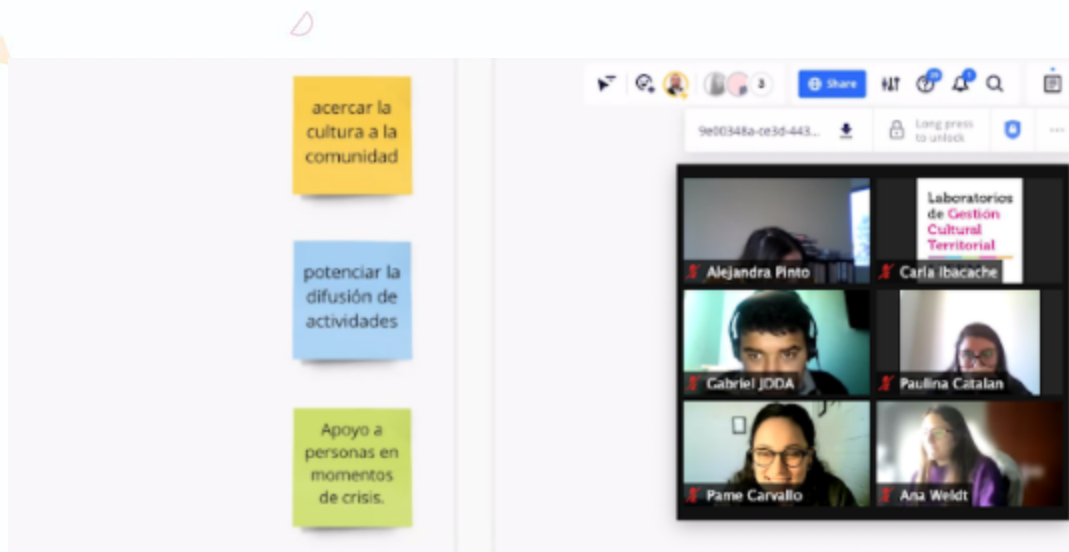 acercar la
cultura a la
comunidad
potenciar la
difusión de
actividades
Apoyo a
personas en
momentos
de crisis.
3
Share
9e00348a-ce3d-443...
Long press
to unlock
...
Laboratorios
de Gestión
Cultural
Territorial
Alejandra Pinto
Carla Ibacache
Gabriel JDDA
Paulina Catalan
Pame Carvallo
Ana Weldt